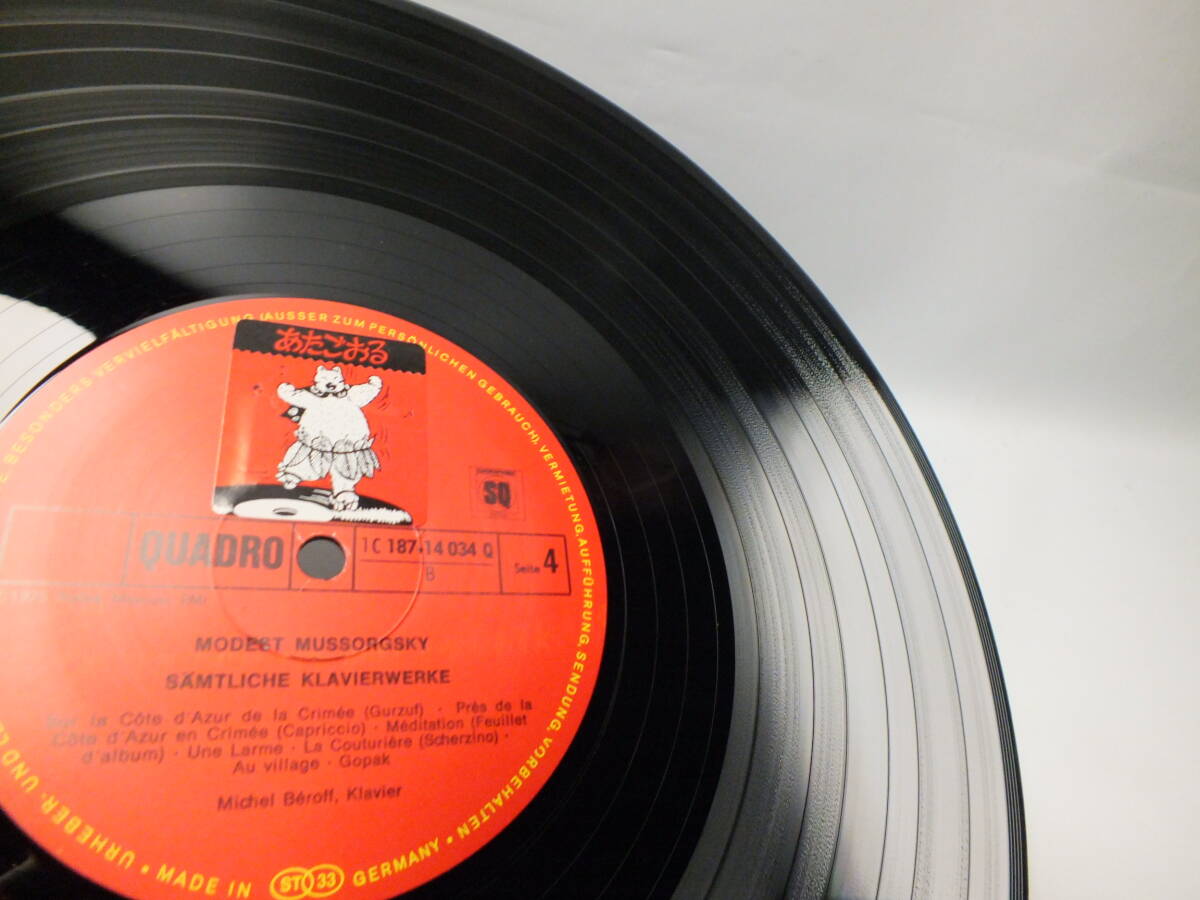 E BESONDERS VERVIELFÄLTIGUNG (AUSSER ZUM PERSÖNLICHEN GEBRAUCH), VERMIETUNG, AUFFÜHRUNG, SENDUNG, VORBEHALTEN •
あたごおる
SQ
QUADRO
1 C 187-14 034 Q
B
Seite 4
MODEST MUSSORGSKY
SÄMTLICHE KLAVIERWERKE
Sur la Côte d'Azur de la Crimée (Gurzuf) · Près de la
Côte d'Azur en Crimée (Capriccio) · Méditation (Feuillet
d'album) · Une Larme · La Couturière (Scherzino) ·
Au village · Gopak
Michel Béroff, Klavier
URHEBER- UND
• MADE IN ST 33 GERMANY •